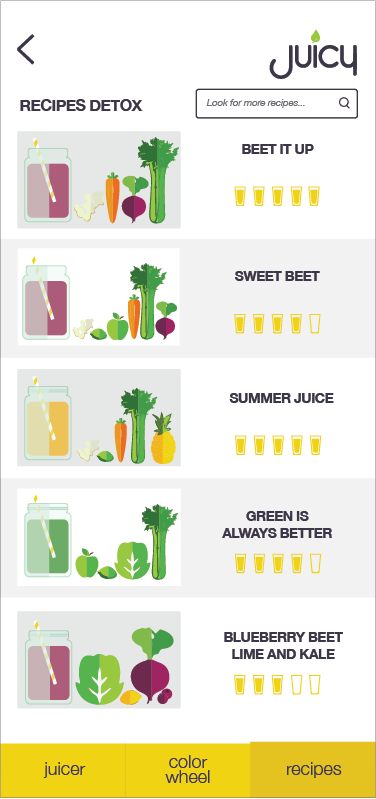 juicy
RECIPES DETOX
Look for more recipes...
BEET IT UP
SWEET BEET
SUMMER JUICE
GREEN IS
ALWAYS BETTER
BLUEBERRY BEET
LIME AND KALE
juicer
color
wheel
recipes